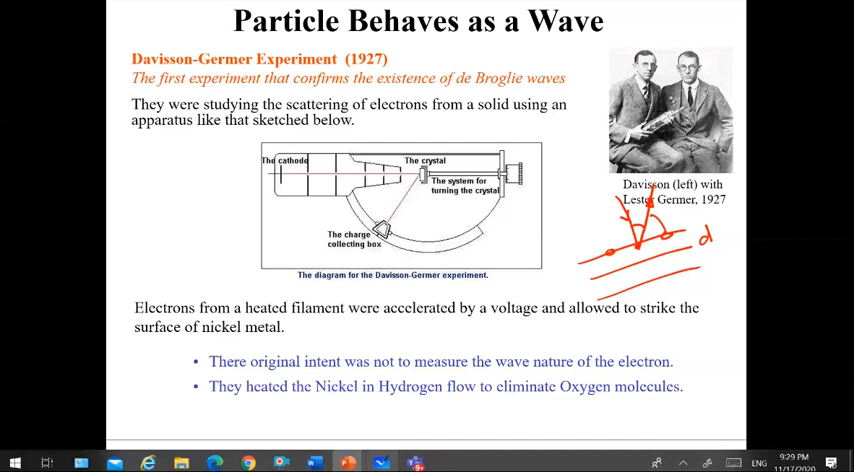 Particle Behaves as a Wave
Davisson-Germer Experiment (1927)
The first experiment that confirms the existence of de Broglie waves
They were studying the scattering of electrons from a solid using an
apparatus like that sketched below.
The cathode
The crystal
The system for
turning the crystal
The charge
collecting box
The diagram for the Davisson-Germer experiment.
Davisson (left) with
Lester Germer, 1927
d
Electrons from a heated filament were accelerated by a voltage and allowed to strike the
surface of nickel metal.
• There original intent was not to measure the wave nature of the electron.
• They heated the Nickel in Hydrogen flow to eliminate Oxygen molecules.
9+
ENG
9:29 PM
11/17/2020